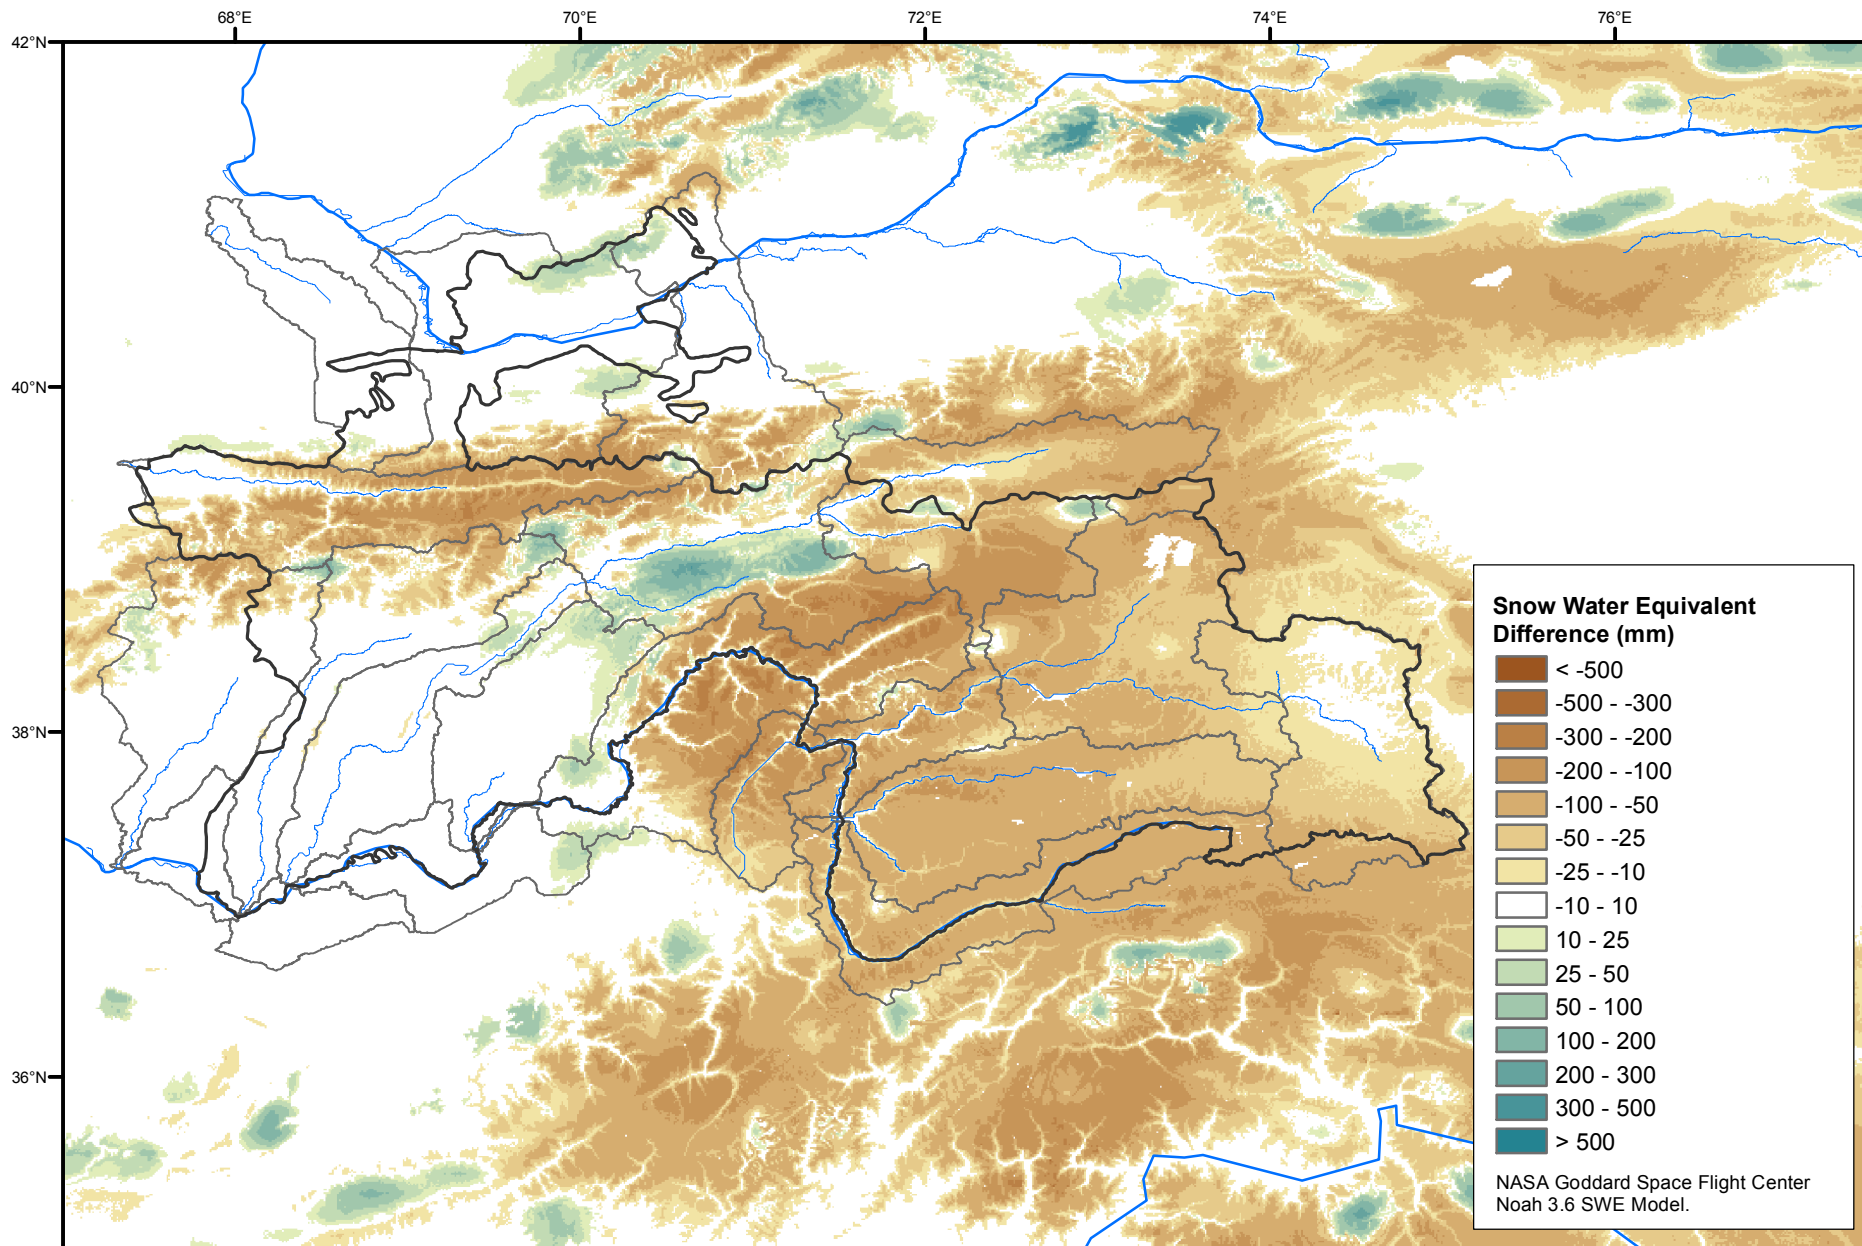 68°E 70°E 72°E 74°E 76°E
42°N
40°N
38°N
36°N
Snow Water Equivalent
Difference (mm)
< -500
-500 - -300
-300 - -200
-200 - -100
-100 - -50
-50 - -25
-25 - -10
-10 - 10
10 - 25
25 - 50
50 - 100
100 - 200
200 - 300
300 - 500
> 500
NASA Goddard Space Flight Center
Noah 3.6 SWE Model.